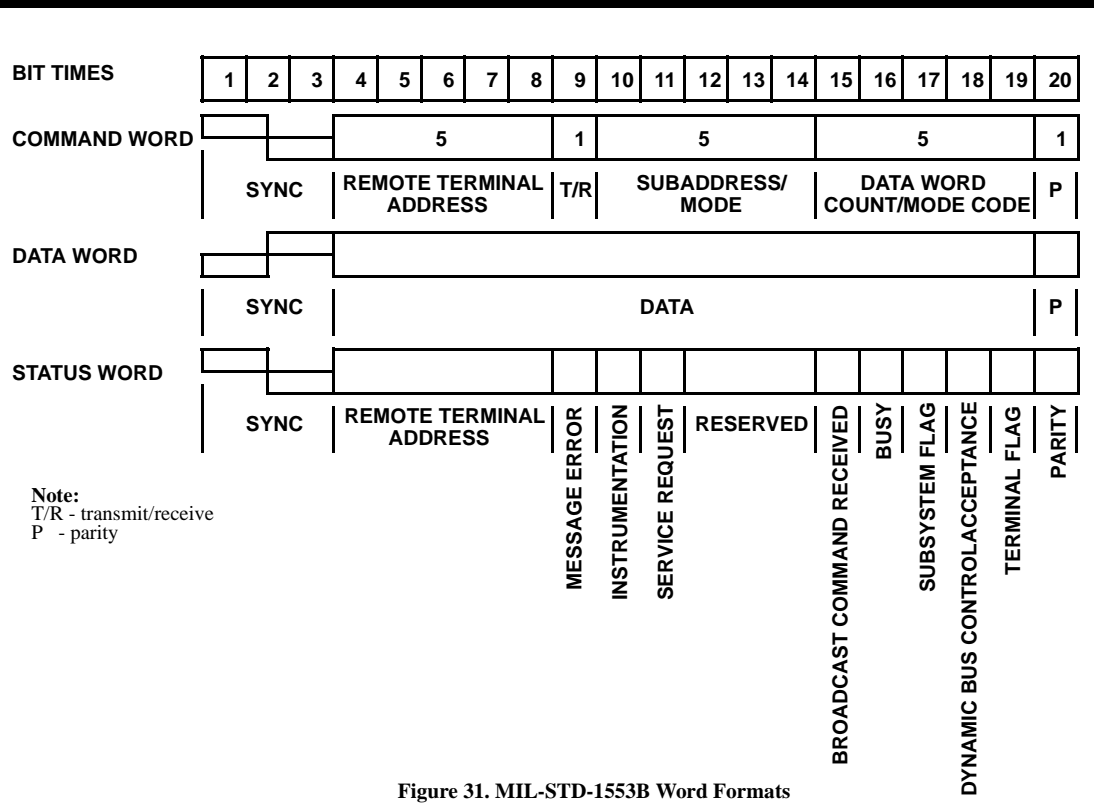 BIT TIMES 1 2 3 4 5 6 7 8 9 10 11 12 13 14 15 16 17 18 19 20
COMMAND WORD 5 1 5 5 1
SYNC REMOTE TERMINAL ADDRESS T/R SUBADDRESS/ MODE DATA WORD COUNT/MODE CODE P
DATA WORD
SYNC DATA P
STATUS WORD
SYNC REMOTE TERMINAL ADDRESS
MESSAGE ERROR
INSTRUMENTATION
SERVICE REQUEST
RESERVED
BROADCAST COMMAND RECEIVED
BUSY
SUBSYSTEM FLAG
DYNAMIC BUS CONTROLACCEPTANCE
TERMINAL FLAG
PARITY
Note:
T/R - transmit/receive
P - parity
Figure 31. MIL-STD-1553B Word Formats